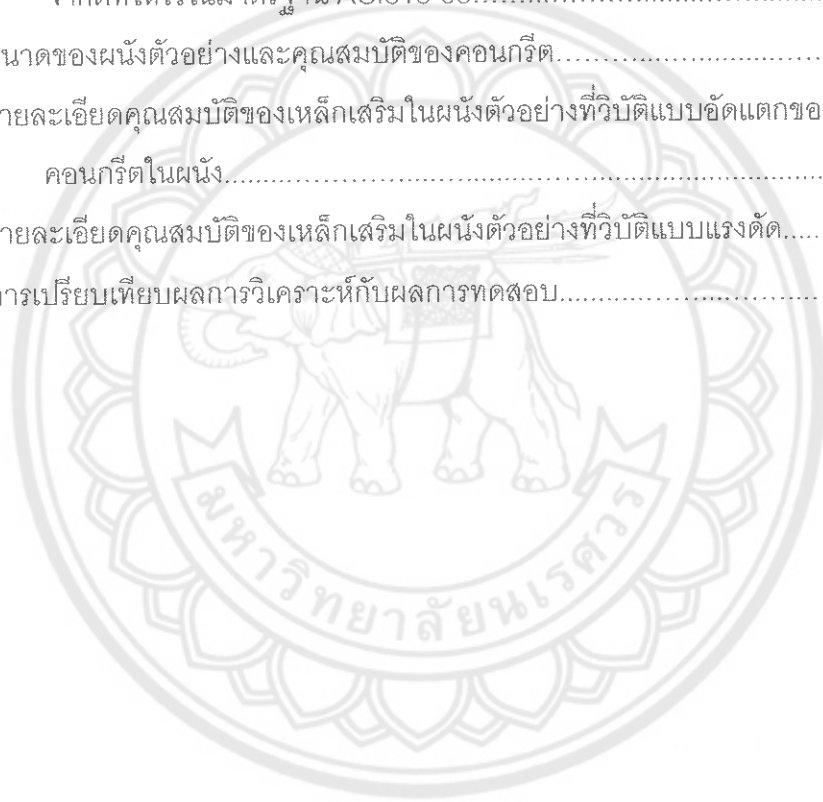 นาดของผนังตัวอย่างและคุณสมบัติของคอนกรีต
ายละเอียดคุณสมบัติของเหล็กเสริมในผนังตัวอย่างที่วิบัติแบบอัดแตกขอ
คอนกรีตในผนัง
ายละเอียดคุณสมบัติของเหล็กเสริมในผนังตัวอย่างที่วิบัติแบบแรงดัด
ารเปรียบเทียบผลการวิเคราะห์กับผลการทดสอบ
มหาวิทยาลัยนเรศวร